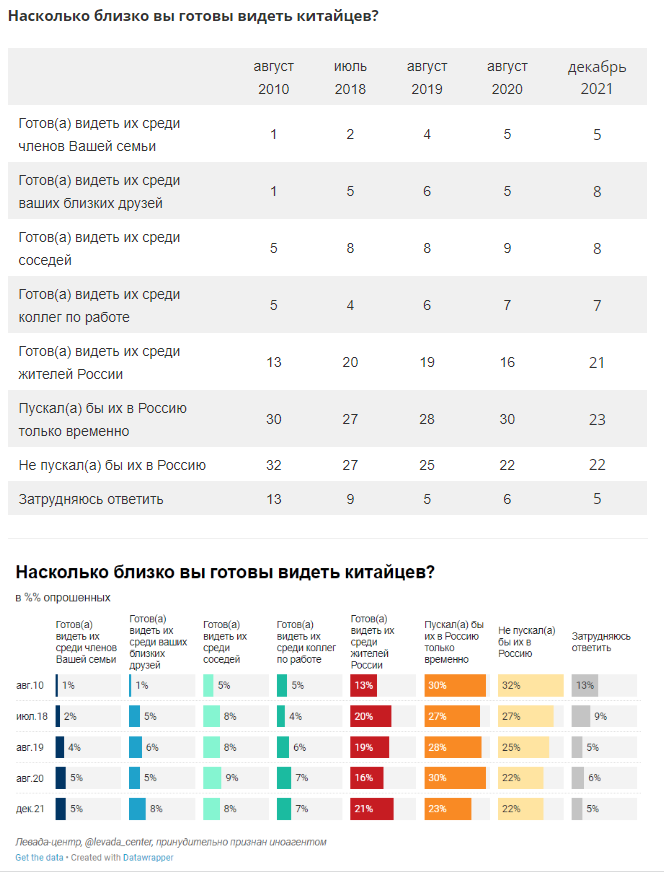 Насколько близко вы готовы видеть китайцев?
август июль август август декабрь
2010 2018 2019 2020 2021
Готов(а) видеть их среди
членов Вашей семьи 1 2 4 5 5
Готов(а) видеть их среди
ваших близких друзей 1 5 6 5 8
Готов(а) видеть их среди
соседей 5 8 8 9 8
Готов(а) видеть их среди
коллег по работе 5 4 6 7 7
Готов(а) видеть их среди
жителей России 13 20 19 16 21
Пускал(а) бы их в Россию
только временно 30 27 28 30 23
Не пускал(а) бы их в Россию 32 27 25 22 22
Затрудняюсь ответить 13 9 5 6 5
Насколько близко вы готовы видеть китайцев?
в %% опрошенных
Готов(а)
видеть их
среди членов
Вашей семьи
Готов(а)
видеть их
среди ваших
близких
друзей
Готов(а)
видеть их
среди
соседей
Готов(а)
видеть их
среди коллег
по работе
Готов(а)
видеть их
среди
жителей
России
Пускал(а) бы
их в Россию
только
временно
Не пускал(а)
бы их в
Россию
Затрудняюсь
ответить
авг.10 1% 1% 5% 5% 13% 30% 32% 13%
июл.18 2% 5% 8% 4% 20% 27% 27% 9%
авг.19 4% 6% 8% 6% 19% 28% 25% 5%
авг.20 5% 5% 9% 7% 16% 30% 22% 6%
дек.21 5% 8% 8% 7% 21% 23% 22% 5%
Левада-центр, @levada_center, принудительно признан иноагентом
Get the data • Created with Datawrapper